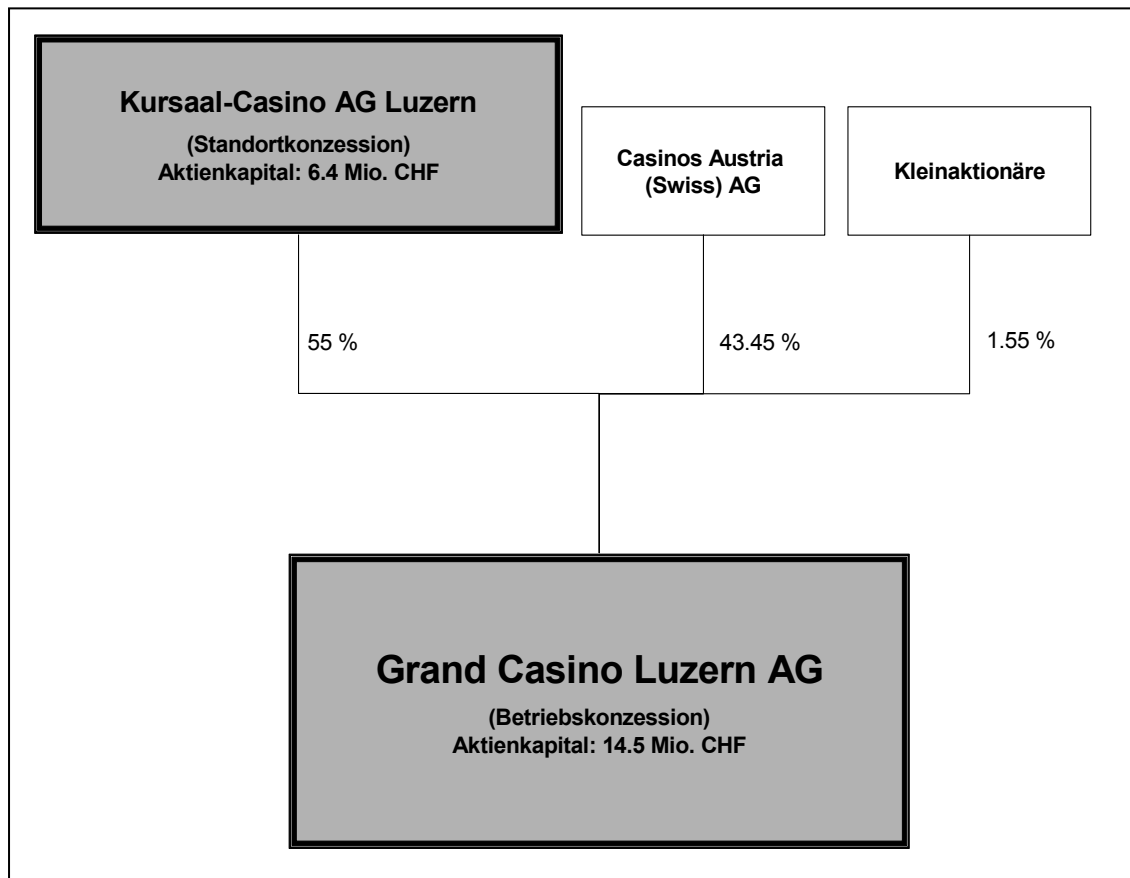 Kursaal-Casino AG Luzern
(Standortkonzession)
Aktienkapital: 6.4 Mio. CHF
Casinos Austria
(Swiss) AG
Kleinaktionäre
55 %
43.45 %
1.55 %
Grand Casino Luzern AG
(Betriebskonzession)
Aktienkapital: 14.5 Mio. CHF